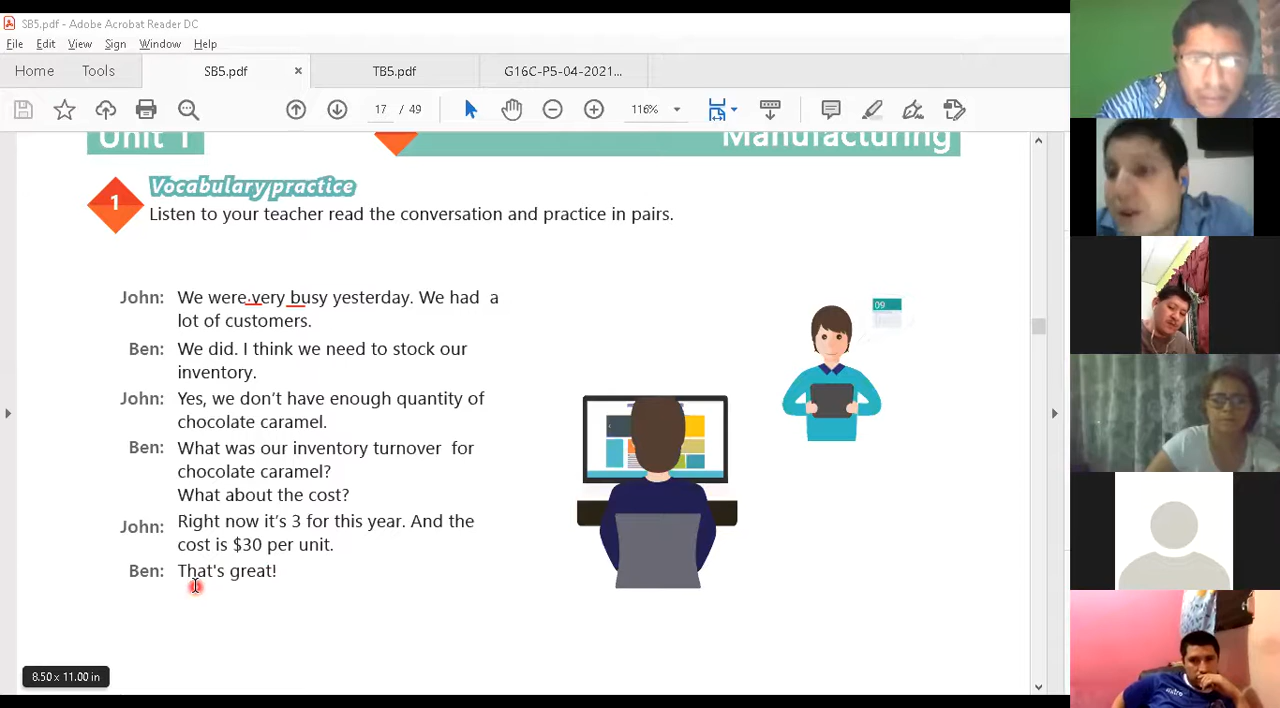 SB5.pdf - Adobe Acrobat Reader DC
File Edit View Sign Window Help
Home Tools SB5.pdf × TB5.pdf G16C-P5-04-2021...
17 / 49 116%
Unit 1 Manufacturing
1 Vocabulary practice
Listen to your teacher read the conversation and practice in pairs.
09
John: We were very busy yesterday. We had a
lot of customers.
Ben: We did. I think we need to stock our
inventory.
John: Yes, we don't have enough quantity of
chocolate caramel.
Ben: What was our inventory turnover for
chocolate caramel?
What about the cost?
John: Right now it's 3 for this year. And the
cost is $30 per unit.
Ben: That's great!
8.50 x 11.00 in